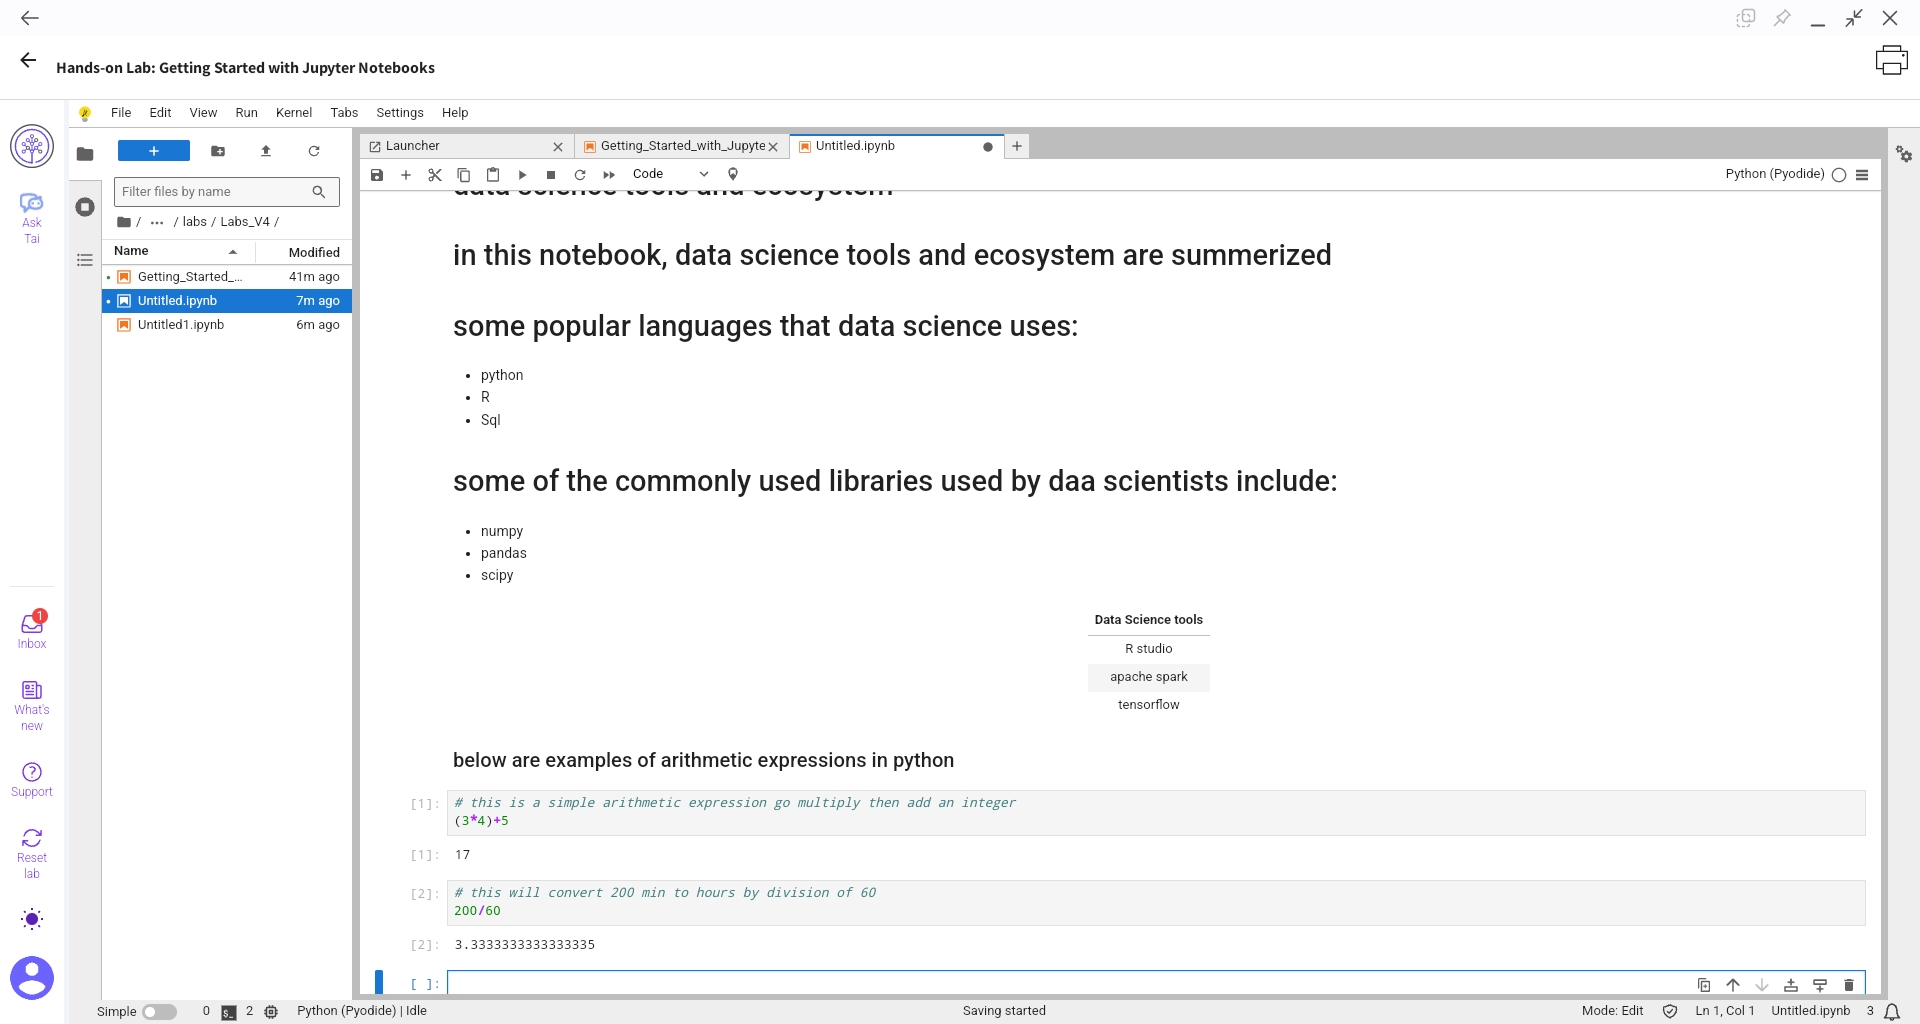 Hands-on Lab: Getting Started with Jupyter Notebooks
File Edit View Run Kernel Tabs Settings Help
Ask
Tai
Inbox
1
What's
new
Support
Reset
lab
+
Filter files by name
/ … / labs / Labs_V4 /
Name Modified
Getting_Started_… 41m ago
Untitled.ipynb 7m ago
Untitled1.ipynb 6m ago
Launcher
Getting_Started_with_Jupyte
Untitled.ipynb
Code
Python (Pyodide)
data science tools and ecosystem
in this notebook, data science tools and ecosystem are summerized
some popular languages that data science uses:
• python
• R
• Sql
some of the commonly used libraries used by daa scientists include:
• numpy
• pandas
• scipy
Data Science tools
R studio
apache spark
tensorflow
below are examples of arithmetic expressions in python
[1]: # this is a simple arithmetic expression go multiply then add an integer
(3*4)+5
[1]: 17
[2]: # this will convert 200 min to hours by division of 60
200/60
[2]: 3.3333333333333335
[ ]:
Simple 0 $_ 2 Python (Pyodide) | Idle Saving started Mode: Edit Ln 1, Col 1 Untitled.ipynb 3